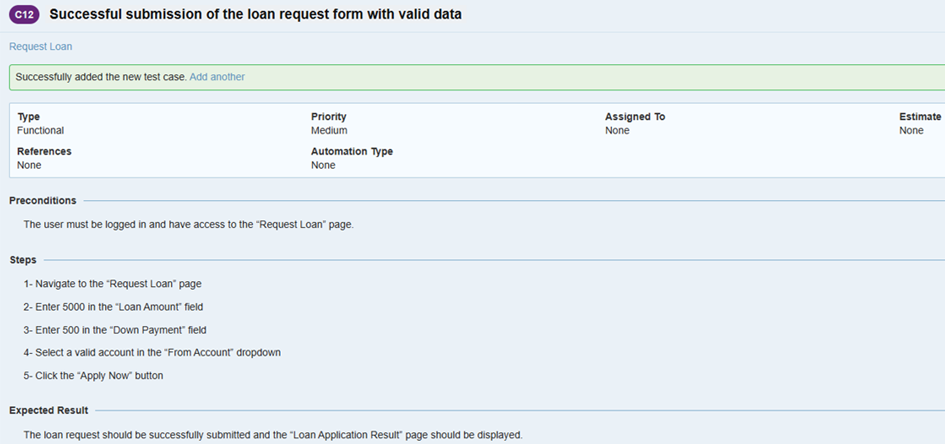 C12 Successful submission of the loan request form with valid data
Request Loan
Successfully added the new test case. Add another
Type Priority Assigned To Estimate
Functional Medium None None
References Automation Type
None None
Preconditions
The user must be logged in and have access to the “Request Loan” page.
Steps
1- Navigate to the “Request Loan” page
2- Enter 5000 in the “Loan Amount” field
3- Enter 500 in the “Down Payment” field
4- Select a valid account in the “From Account” dropdown
5- Click the “Apply Now” button
Expected Result
The loan request should be successfully submitted and the “Loan Application Result” page should be displayed.